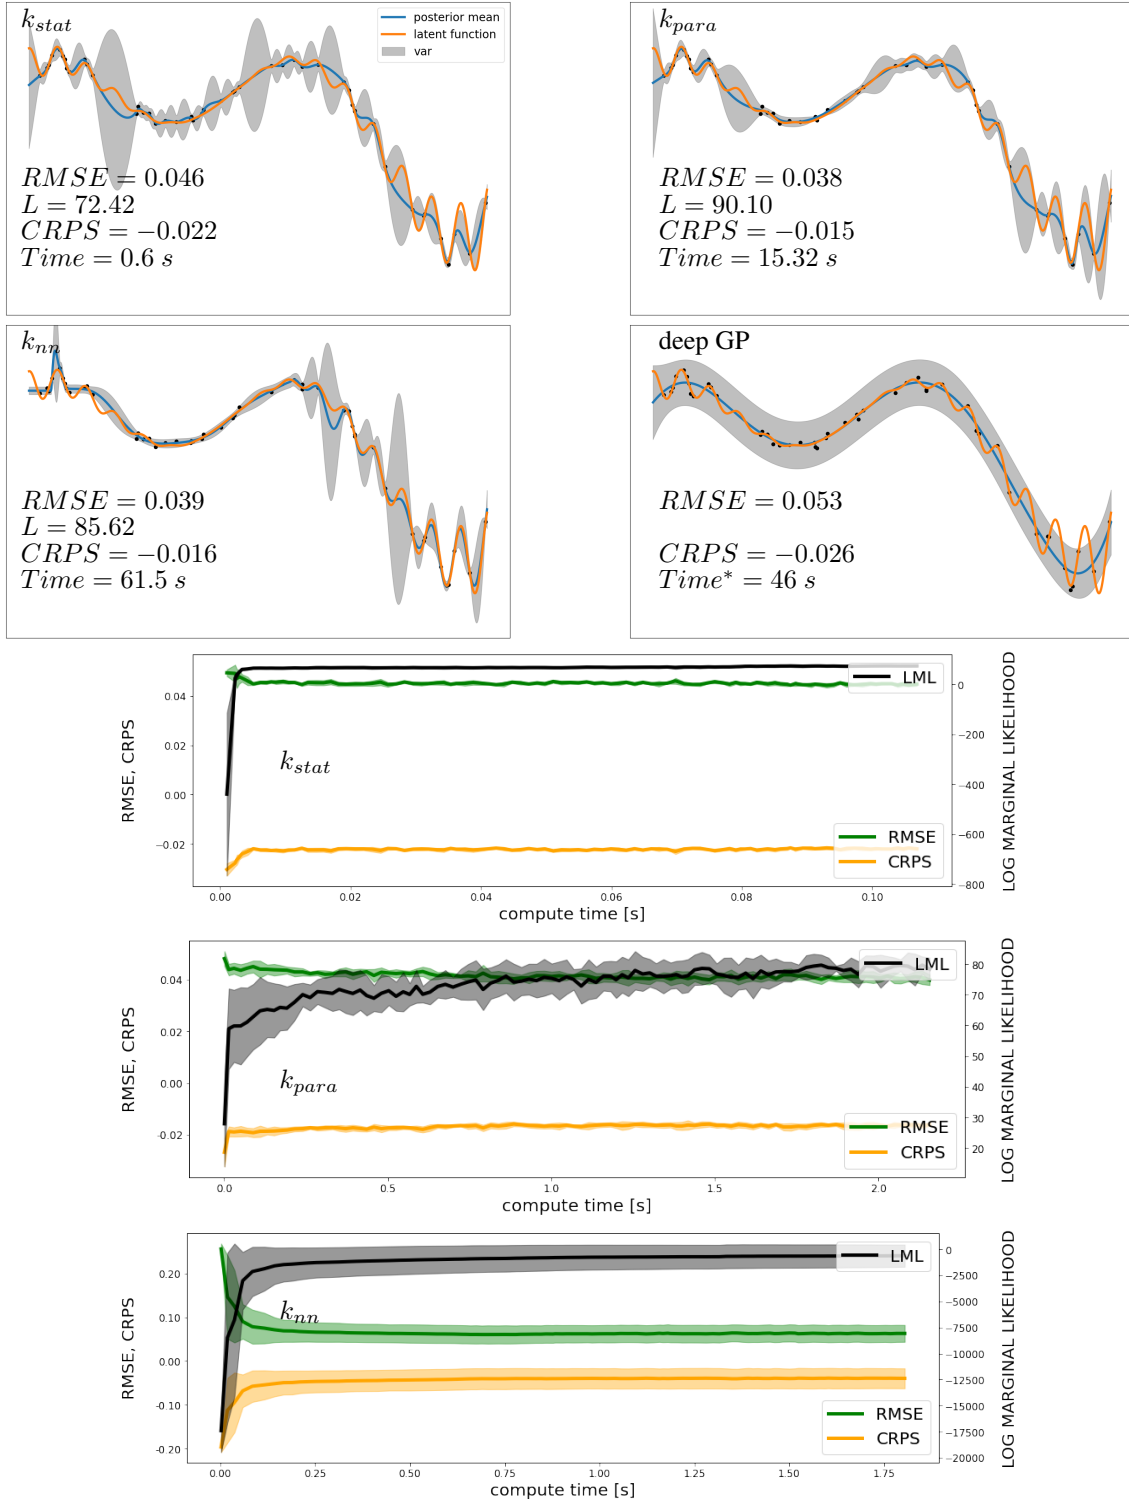 k_stat
posterior mean
latent function
var
RMSE = 0.046
L = 72.42
CRPS = −0.022
Time = 0.6 s
k_para
RMSE = 0.038
L = 90.10
CRPS = −0.015
Time = 15.32 s
k_nn
RMSE = 0.039
L = 85.62
CRPS = −0.016
Time = 61.5 s
deep GP
RMSE = 0.053
CRPS = −0.026
Time* = 46 s
RMSE, CRPS
0.04
0.02
0.00
−0.02
k_stat
LML
RMSE
CRPS
0
−200
−400
−600
−800
LOG MARGINAL LIKELIHOOD
0.00 0.02 0.04 0.06 0.08 0.10
compute time [s]
RMSE, CRPS
0.04
0.02
0.00
-0.02
k_para
LML
RMSE
CRPS
80
70
60
50
40
30
20
LOG MARGINAL LIKELIHOOD
0.0 0.5 1.0 1.5 2.0
compute time [s]
RMSE, CRPS
0.20
0.10
0.00
-0.10
-0.20
k_nn
LML
RMSE
CRPS
0
−2500
−5000
−7500
−10000
−12500
−15000
−17500
−20000
LOG MARGINAL LIKELIHOOD
0.00 0.25 0.50 0.75 1.00 1.25 1.50 1.75
compute time [s]